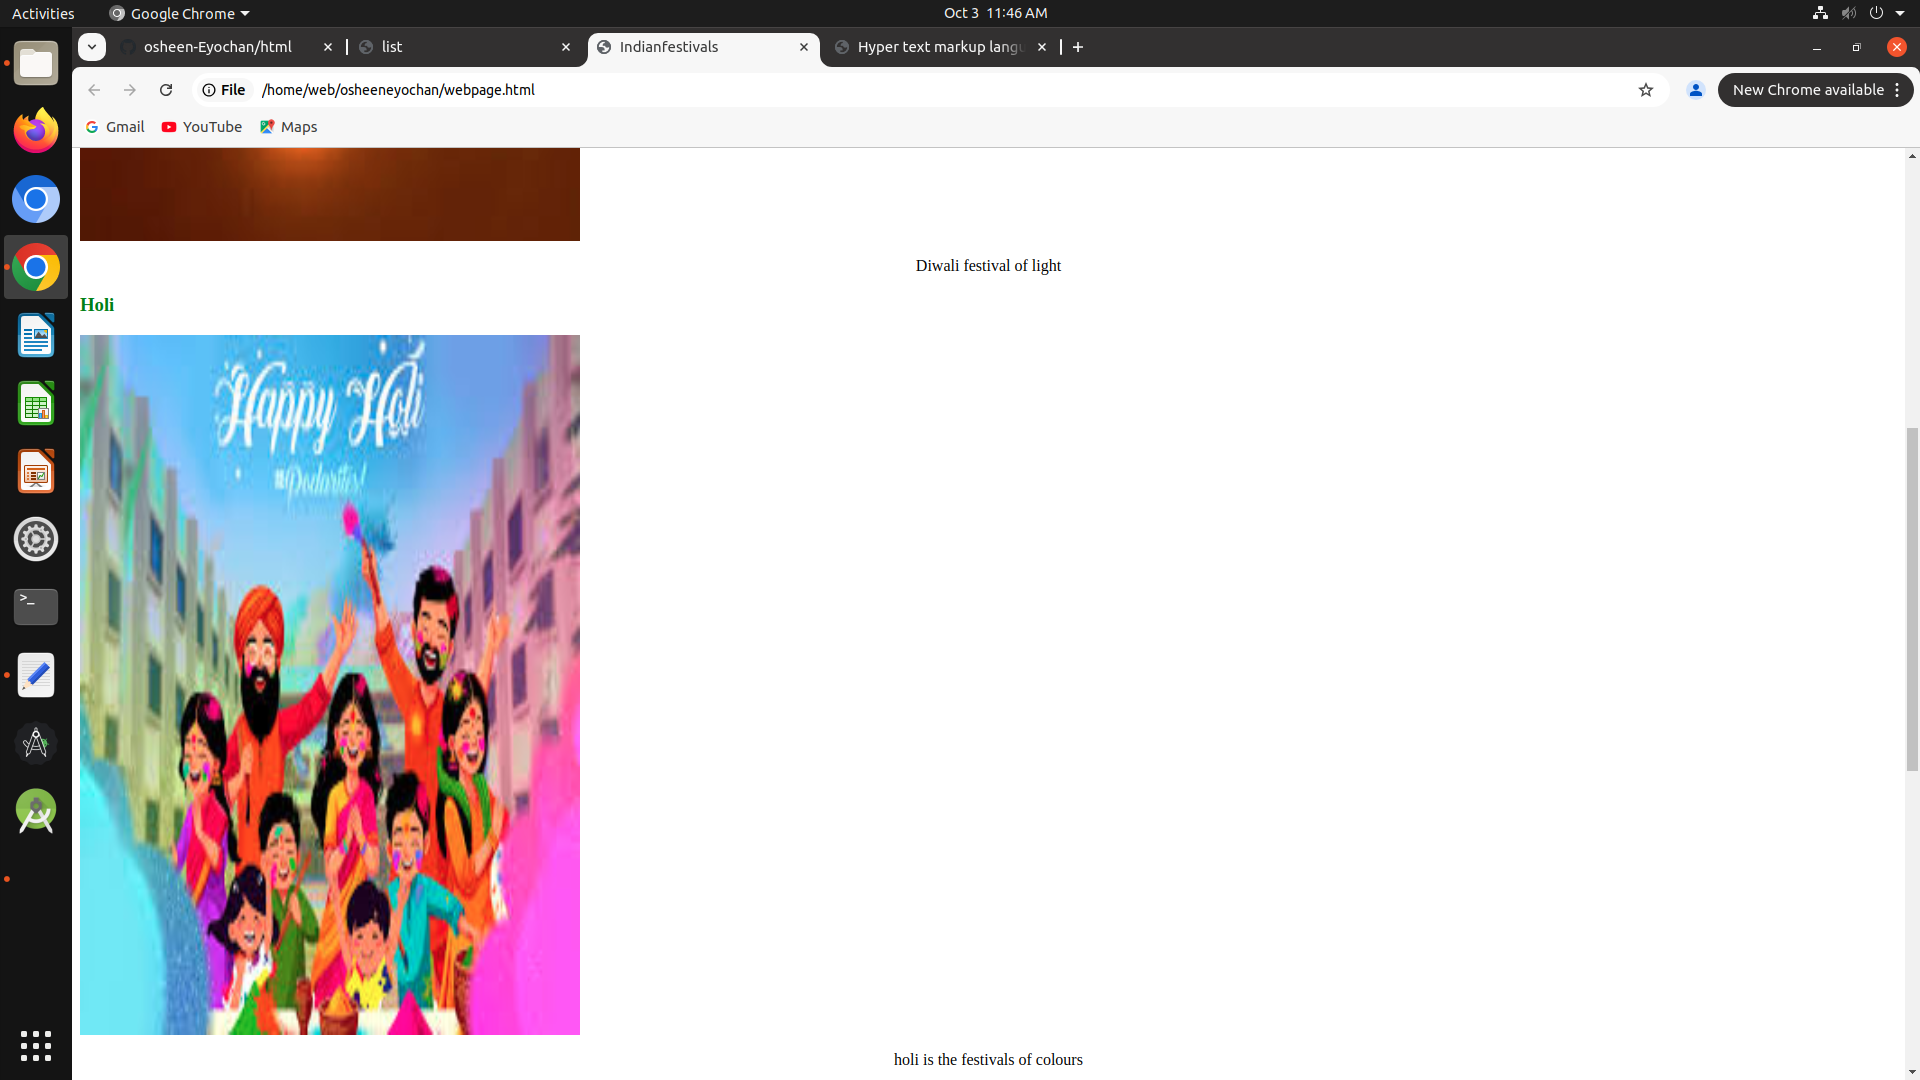 Activities
Google Chrome
Oct 3 11:46 AM
osheen-Eyochan/html
list
Indianfestivals
Hyper text markup langu
File
/home/web/osheeneyochan/webpage.html
New Chrome available
Gmail
YouTube
Maps
Diwali festival of light
Holi
Happy Holi
#Podarites!
holi is the festivals of colours